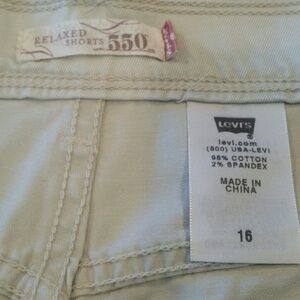 RELAXED
SHORTS 550
Levi's
levi.com
(800) USA-LEVI
98% COTTON
2% SPANDEX
MADE IN
CHINA
16